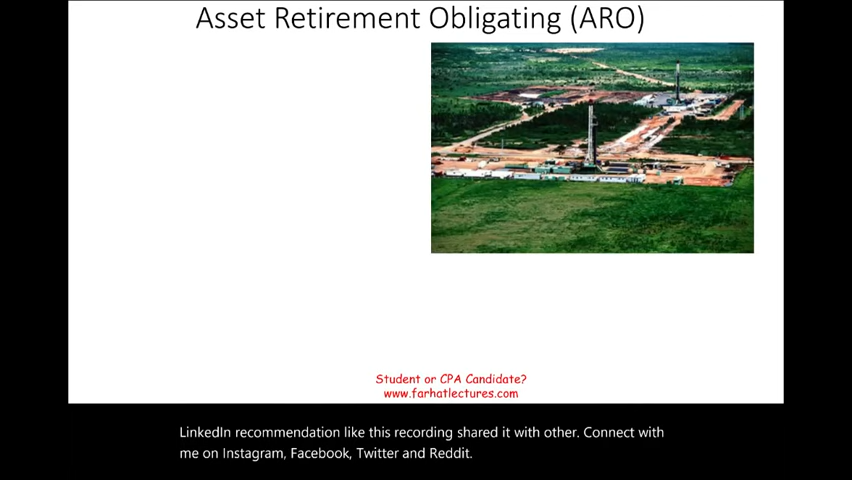 Asset Retirement Obligating (ARO)
Student or CPA Candidate?
www.farhatlectures.com
LinkedIn recommendation like this recording shared it with other. Connect with
me on Instagram, Facebook, Twitter and Reddit.